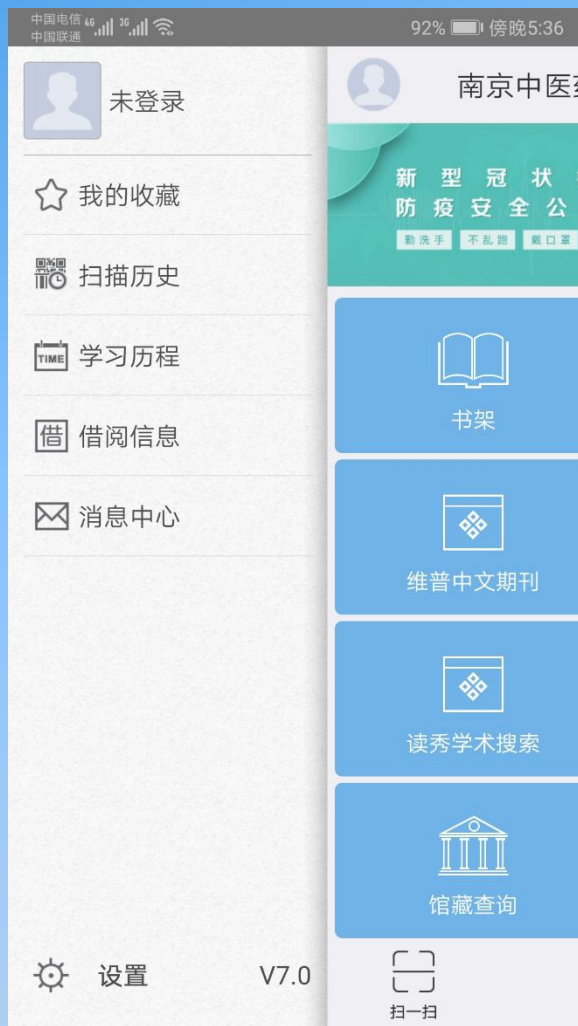 中国电信 4G 3G
中国联通
92% 傍晚5:36
未登录
我的收藏
扫描历史
TIME 学习历程
借 借阅信息
消息中心
设置 V7.0
南京中医
新型冠状
防疫安全公
勤洗手 不乱跑 戴口罩
书架
维普中文期刊
读秀学术搜索
馆藏查询
扫一扫